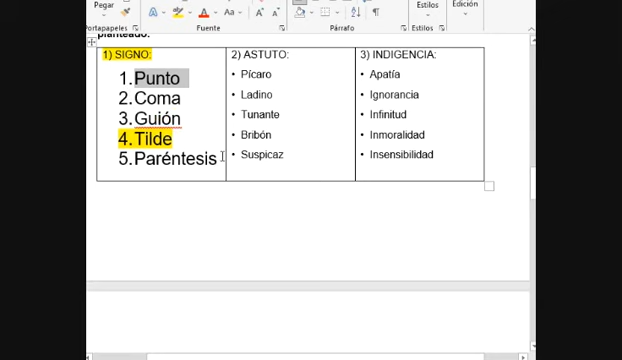 Pegar
Edición
Estilos
Portapapeles
Fuente
Párrafo
Estilos
planteado.
1) SIGNO:
1. Punto
2. Coma
3. Guión
4. Tilde
5. Paréntesis
2) ASTUTO:
• Pícaro
• Ladino
• Tunante
• Bribón
• Suspicaz
3) INDIGENCIA:
• Apatía
• Ignorancia
• Infinitud
• Inmoralidad
• Insensibilidad